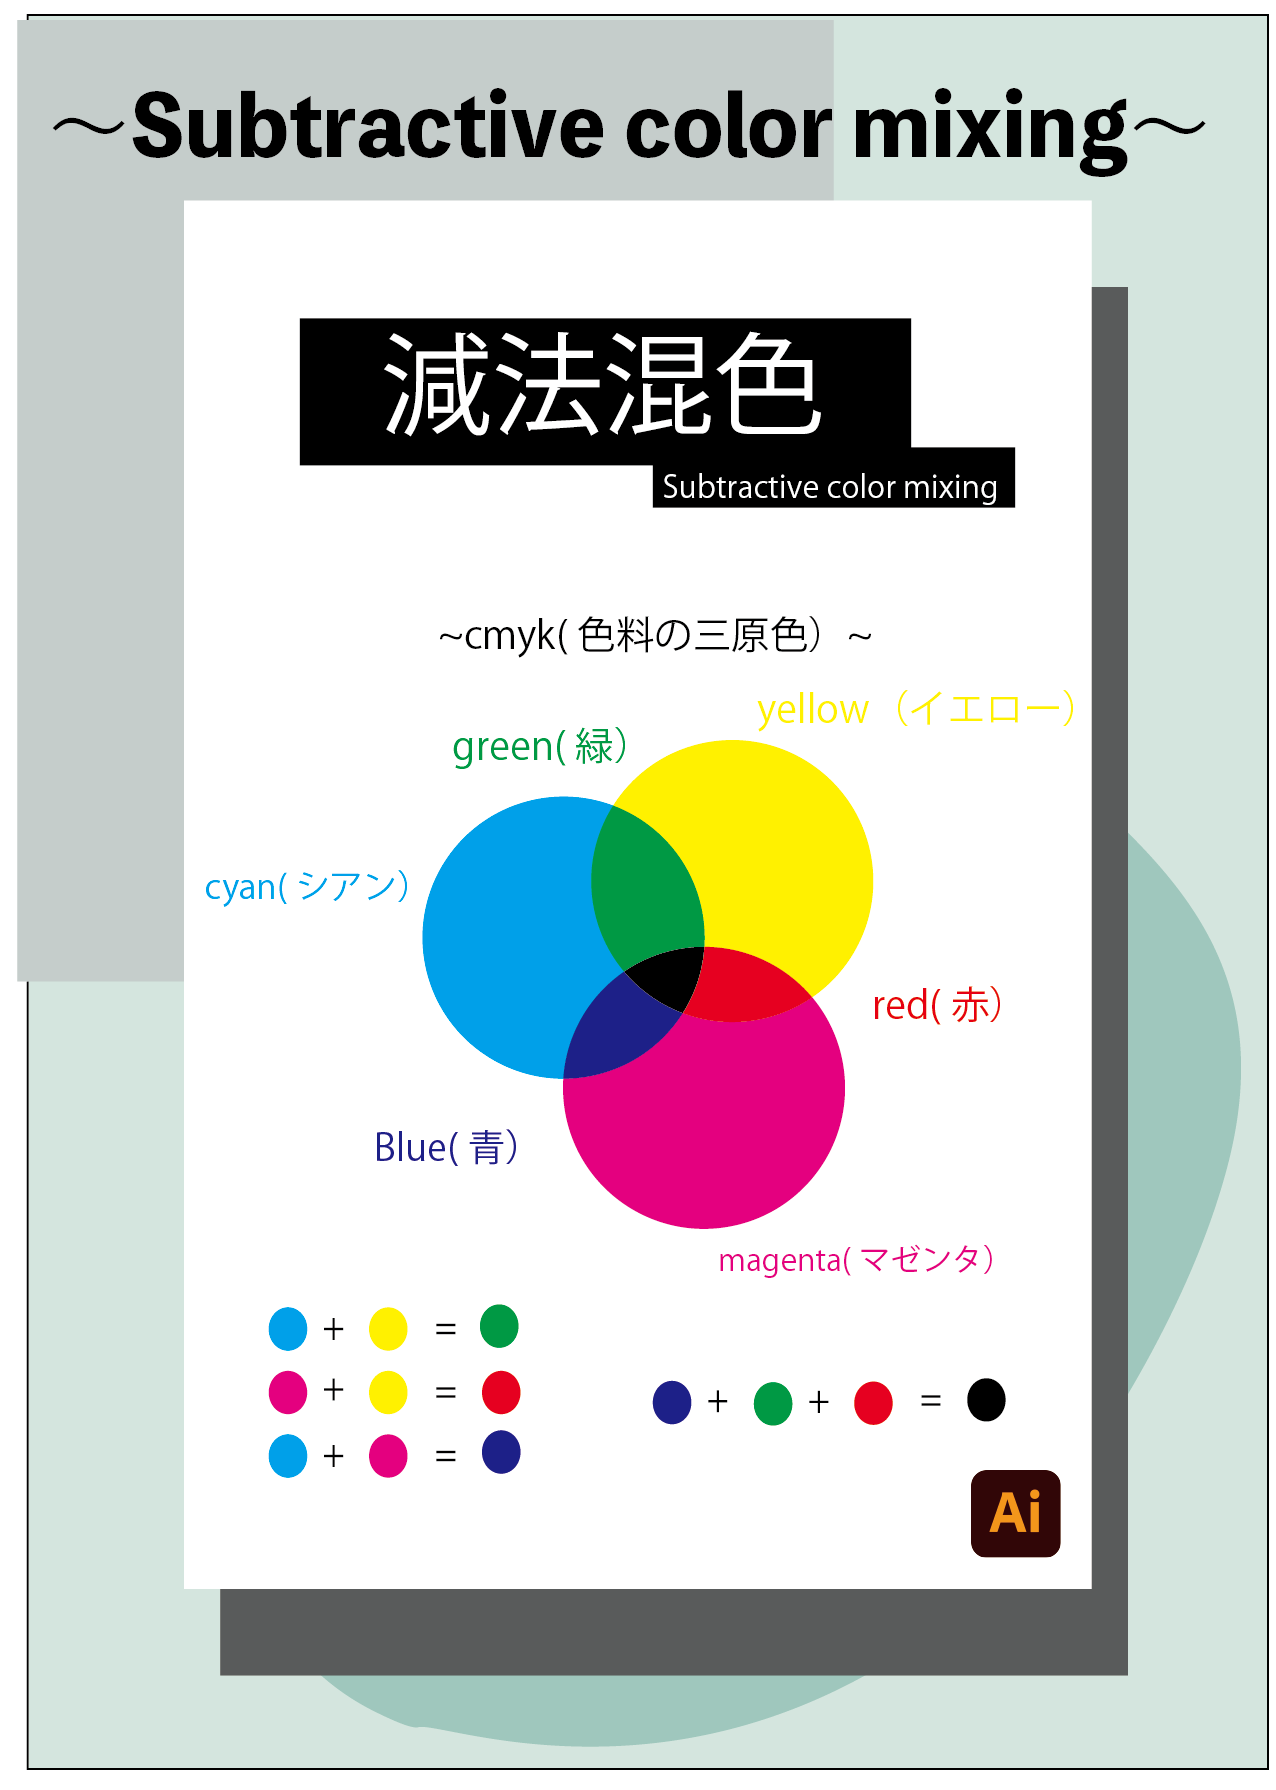 ～Subtractive color mixing～
減法混色
Subtractive color mixing
~cmyk( 色料の三原色）~
yellow（イエロー）
green( 緑）
cyan( シアン）
red( 赤）
Blue( 青）
magenta( マゼンタ）
+ =
+ =
+ + =
+ =
Ai